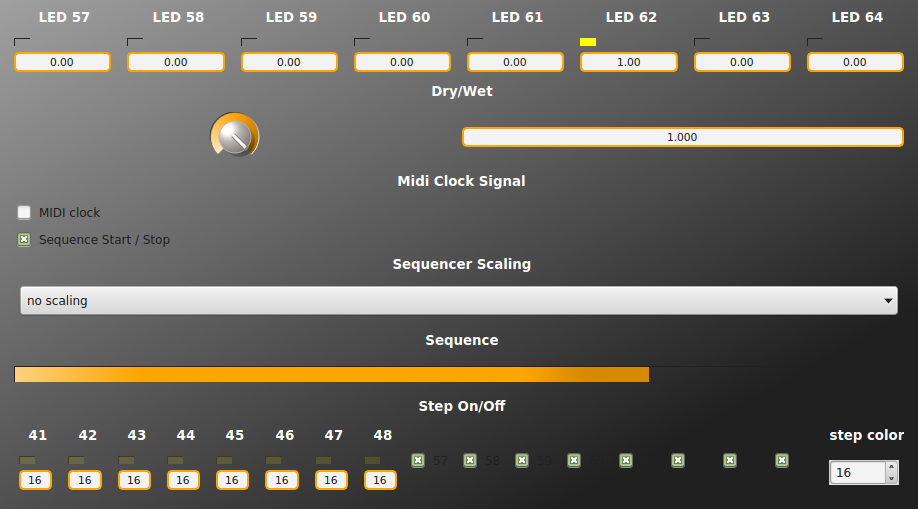 LED 57 LED 58 LED 59 LED 60 LED 61 LED 62 LED 63 LED 64
0.00 0.00 0.00 0.00 0.00 1.00 0.00 0.00
Dry/Wet
1.000
Midi Clock Signal
MIDI clock
Sequence Start / Stop
Sequencer Scaling
no scaling
Sequence
Step On/Off
41 42 43 44 45 46 47 48 step color
57 58 59
16 16 16 16 16 16 16 16 16